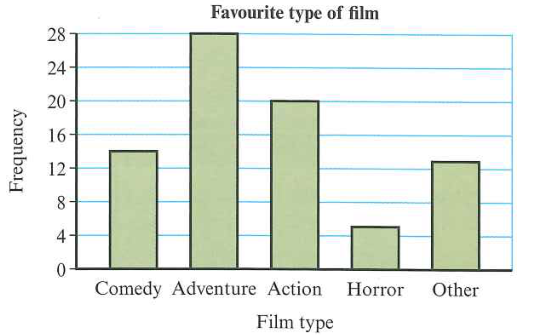 Favourite type of film
Frequency
28
24
20
16
12
8
4
0
Comedy Adventure Action Horror Other
Film type